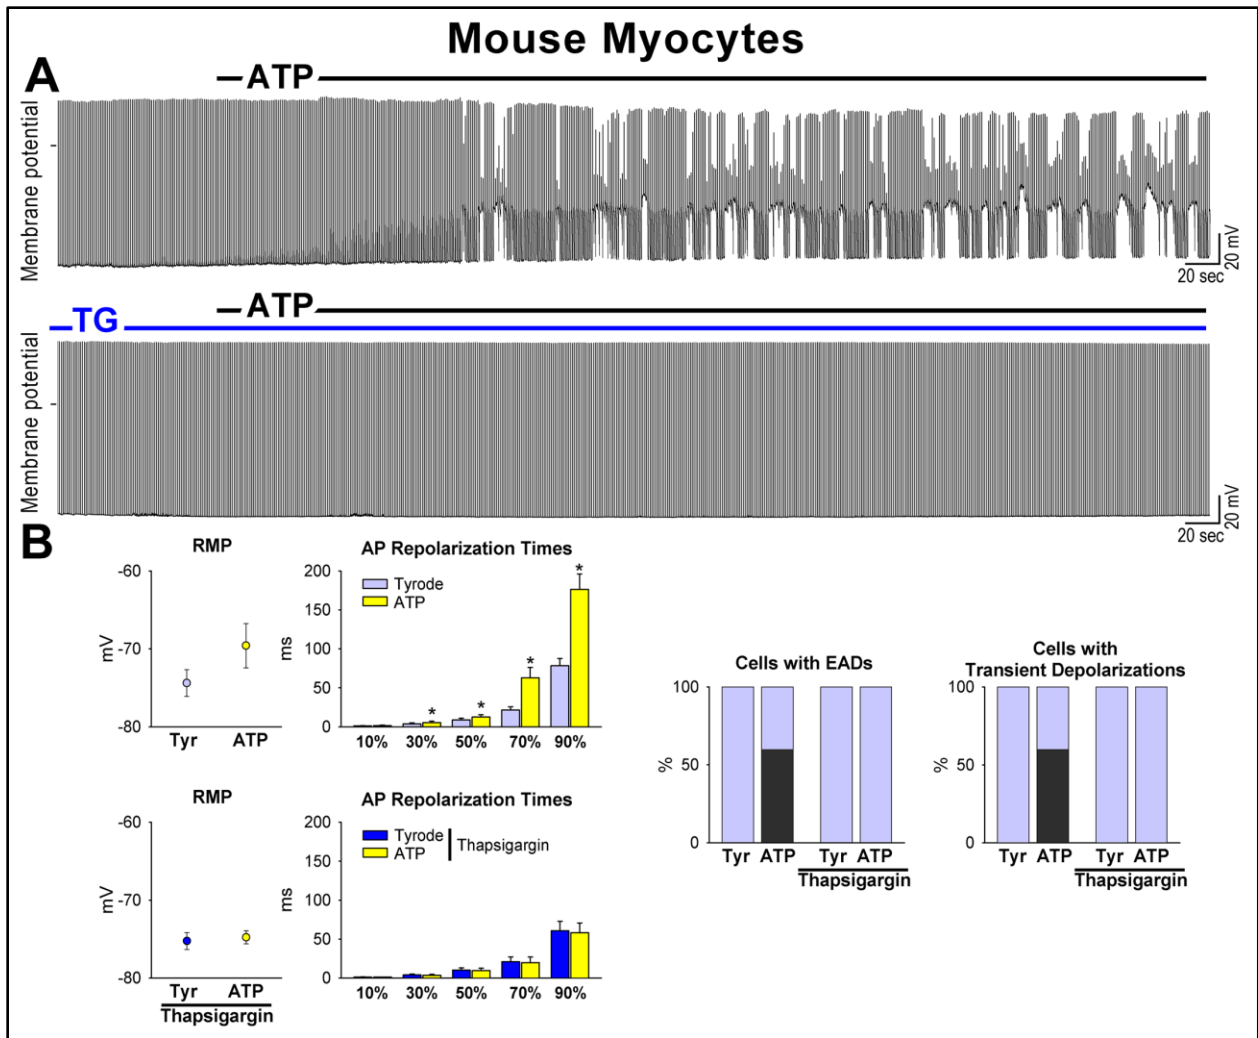 Mouse Myocytes
A
ATP
Membrane potential
20 mV
20 sec
ATP
TG
Membrane potential
20 mV
20 sec
B
RMP
-60
-70
-80
mV
Tyr ATP
AP Repolarization Times
200
150
100
50
0
ms
Tyrode
ATP
* * * *
10% 30% 50% 70% 90%
RMP
-60
-70
-80
mV
Tyr ATP
Thapsigargin
AP Repolarization Times
200
150
100
50
0
ms
Tyrode
ATP
Thapsigargin
10% 30% 50% 70% 90%
Cells with EADs
100
50
0
%
Tyr ATP Tyr ATP
Thapsigargin
Cells with
Transient Depolarizations
100
50
0
%
Tyr ATP Tyr ATP
Thapsigargin